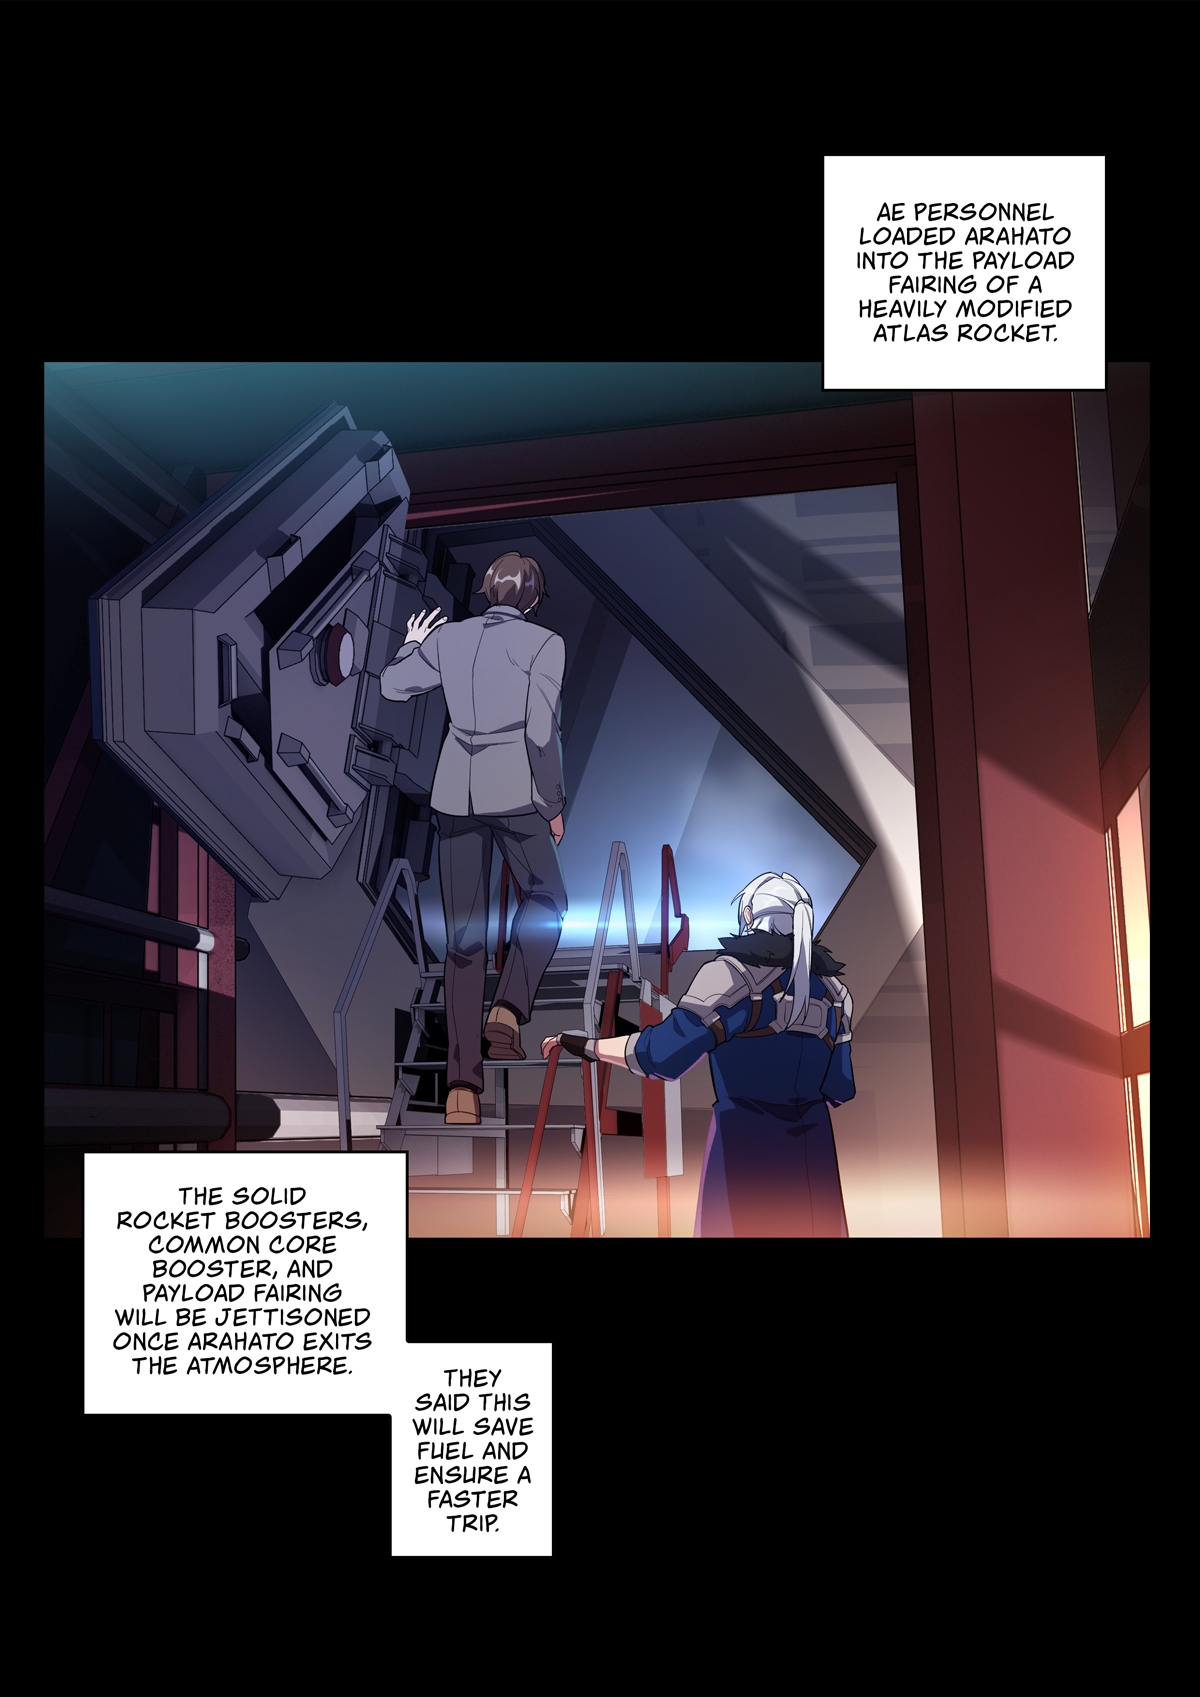 AE PERSONNEL
LOADED ARAHATO
INTO THE PAYLOAD
FAIRING OF A
HEAVILY MODIFIED
ATLAS ROCKET.
THE SOLID
ROCKET BOOSTERS,
COMMON CORE
BOOSTER, AND
PAYLOAD FAIRING
WILL BE JETTISONED
ONCE ARAHATO EXITS
THE ATMOSPHERE.
THEY
SAID THIS
WILL SAVE
FUEL AND
ENSURE A
FASTER
TRIP.